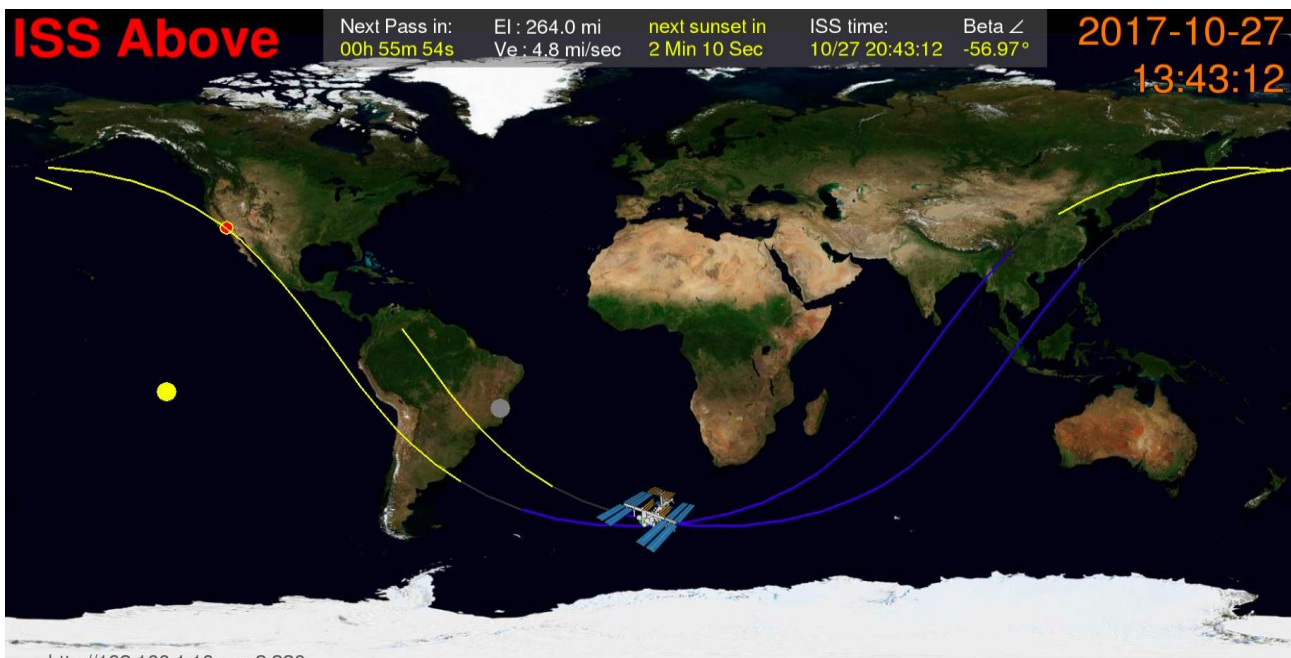 ISS Above
Next Pass in:
00h 55m 54s
El : 264.0 mi
Ve : 4.8 mi/sec
next sunset in
2 Min 10 Sec
ISS time:
10/27 20:43:12
Beta ∠
-56.97°
2017-10-27
13:43:12